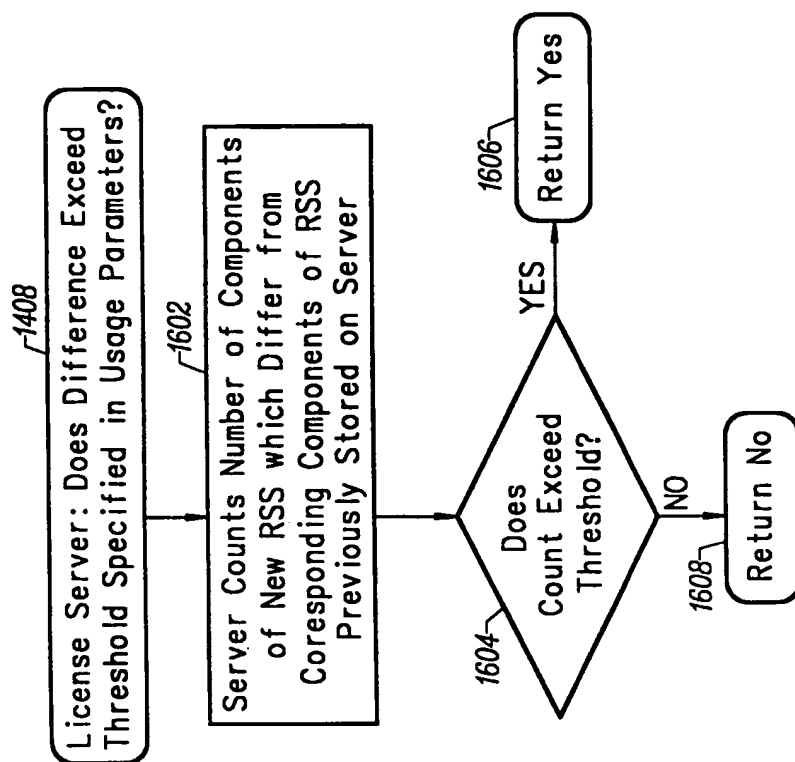 1408
License Server: Does Difference Exceed
Threshold Specified in Usage Parameters?
1602
Server Counts Number of Components
of New RSS which Differ from
Coresponding Components of RSS
Previously Stored on Server
1604
Does
Count Exceed
Threshold?
YES
1606
Return Yes
NO
1608
Return No